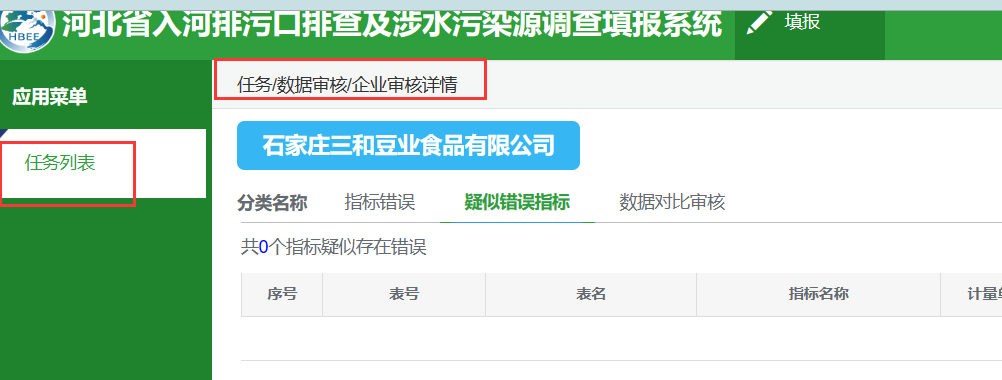 HBEE
河北省入河排污口排查及涉水污染源调查填报系统
填报
应用菜单
任务列表
任务/数据审核/企业审核详情
石家庄三和豆业食品有限公司
分类名称 指标错误 疑似错误指标 数据对比审核
共0个指标疑似存在错误
序号 表号 表名 指标名称 计量